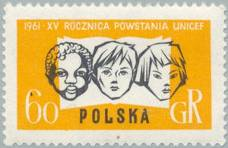 1961 XV ROCZNICA POWSTANIA UNICEF
60 GR
POLSKA